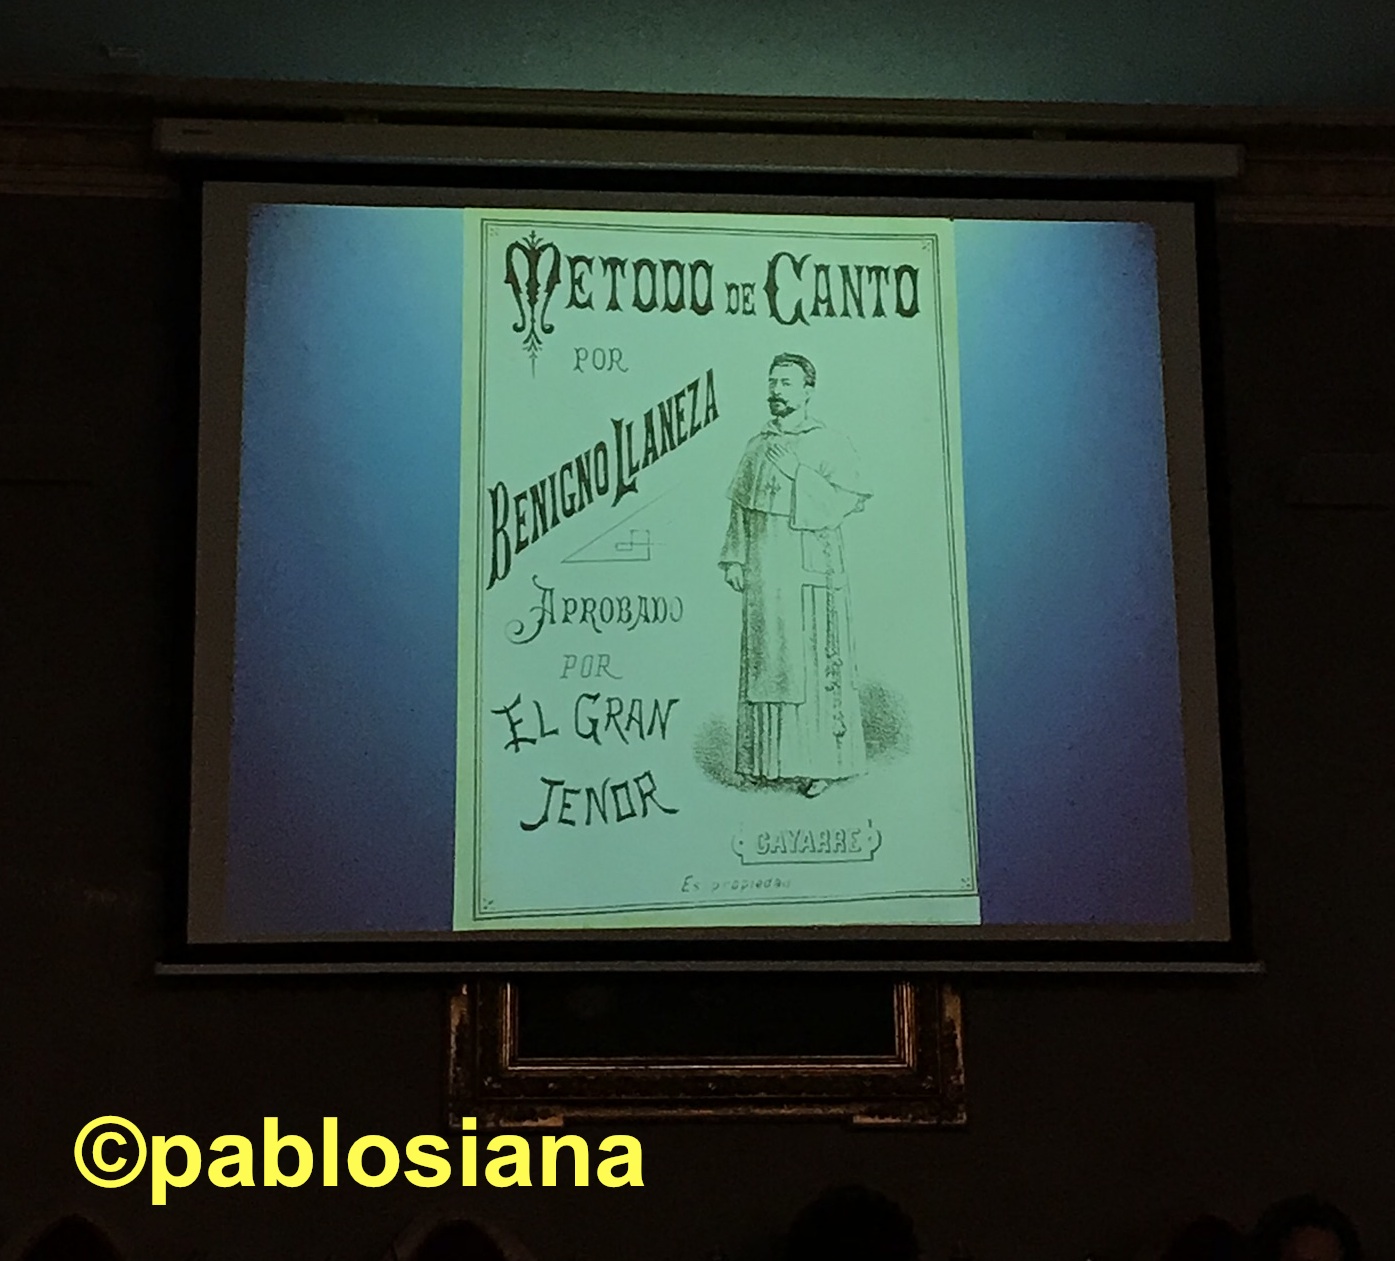 METODO DE CANTO
POR
BENIGNO LLANEZA
APROBADO
POR
EL GRAN
TENOR
GAYARRE
Es propiedad
©pablosiana